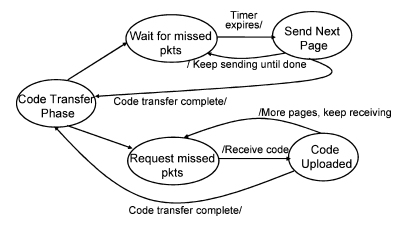 Timer
expires/
Wait for missed
pkts
Send Next
Page
/ Keep sending until done
Code transfer complete/
Code Transfer
Phase
/More pages, keep receiving
Request missed
pkts
/Receive code
Code
Uploaded
Code transfer complete/